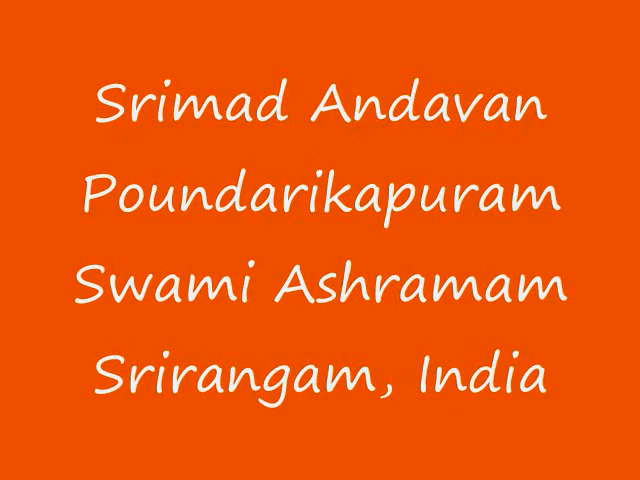 Srimad Andavan
Poundarikapuram
Swami Ashramam
Srirangam, India